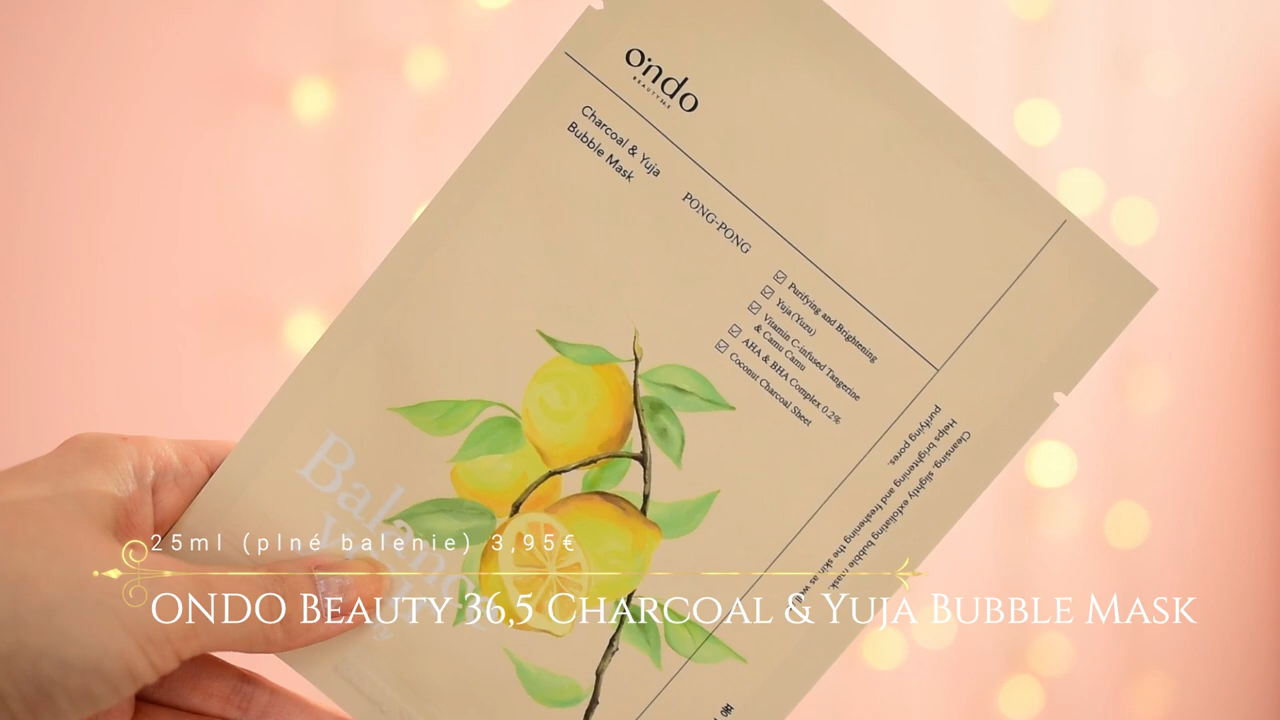 o'ndo
BEAUTY 36.5
Charcoal & Yuja
Bubble Mask
PONG-PONG
Purifying and Brightening
Yuja (Yuzu)
Vitamin C-infused Tangerine
& Camu Camu
AHA & BHA Complex 0.2%
Coconut Charcoal Sheet
Cleansing, slightly exfoliating bubble mask.
Helps brightening and freshening the skin as well
purifying pores.
25ml (plné balenie) 3,95€
ONDO Beauty 36,5 Charcoal & Yuja Bubble Mask